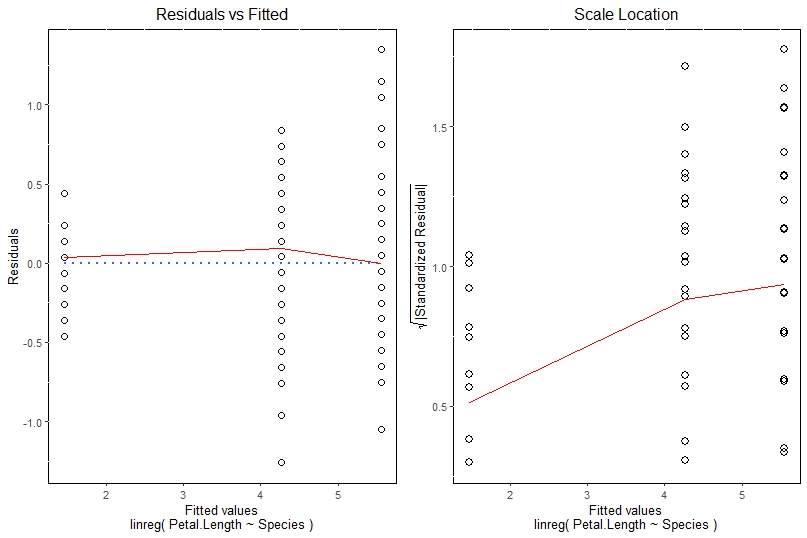 Residuals vs Fitted
Residuals
1.0
0.5
0.0
-0.5
-1.0
2
3
4
5
Fitted values
linreg( Petal.Length ~ Species )
Scale Location
√|Standardized Residual|
1.5
1.0
0.5
2
3
4
5
Fitted values
linreg( Petal.Length ~ Species )